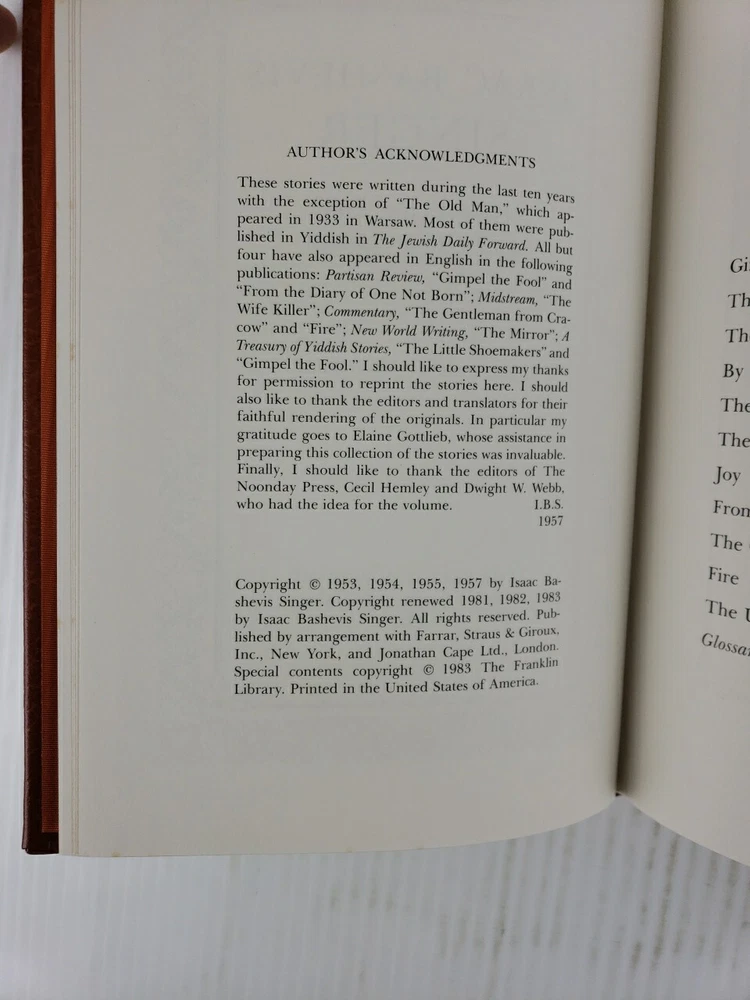 AUTHOR'S ACKNOWLEDGMENTS
These stories were written during the last ten years
with the exception of “The Old Man,” which ap-
peared in 1933 in Warsaw. Most of them were pub-
lished in Yiddish in The Jewish Daily Forward. All but
four have also appeared in English in the following
publications: Partisan Review, “Gimpel the Fool” and
“From the Diary of One Not Born”; Midstream, “The
Wife Killer”; Commentary, “The Gentleman from Cra-
cow” and “Fire”; New World Writing, “The Mirror”; A
Treasury of Yiddish Stories, “The Little Shoemakers” and
“Gimpel the Fool.” I should like to express my thanks
for permission to reprint the stories here. I should
also like to thank the editors and translators for their
faithful rendering of the originals. In particular my
gratitude goes to Elaine Gottlieb, whose assistance in
preparing this collection of the stories was invaluable.
Finally, I should like to thank the editors of The
Noonday Press, Cecil Hemley and Dwight W. Webb,
who had the idea for the volume. I.B.S.
1957
Copyright © 1953, 1954, 1955, 1957 by Isaac Ba-
shevis Singer. Copyright renewed 1981, 1982, 1983
by Isaac Bashevis Singer. All rights reserved. Pub-
lished by arrangement with Farrar, Straus & Giroux,
Inc., New York, and Jonathan Cape Ltd., London.
Special contents copyright © 1983 The Franklin
Library. Printed in the United States of America.
Gi
Th
Th
By
The
The
Joy
From
The
Fire
The
Glossa